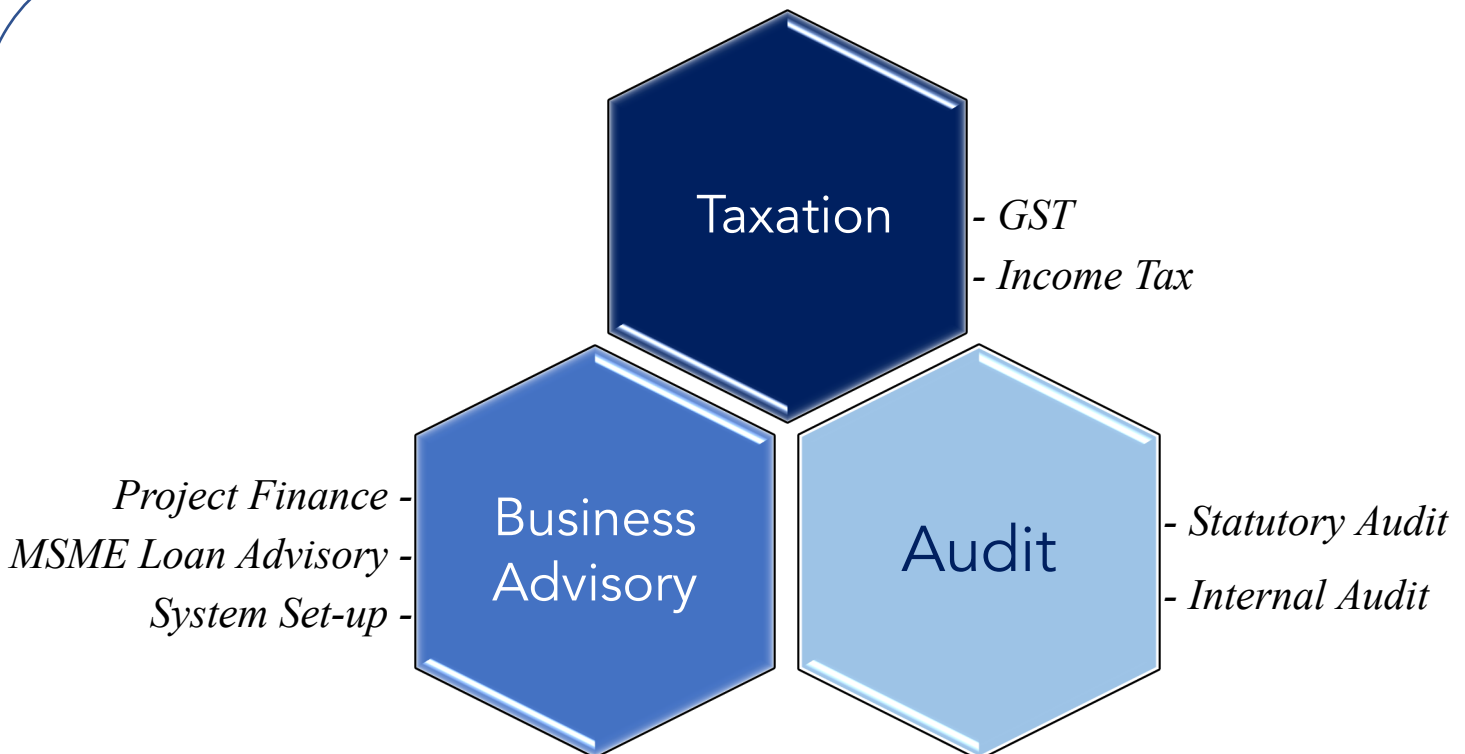 Taxation
- GST
- Income Tax
Project Finance -
MSME Loan Advisory -
System Set-up -
Business
Advisory
Audit
- Statutory Audit
- Internal Audit